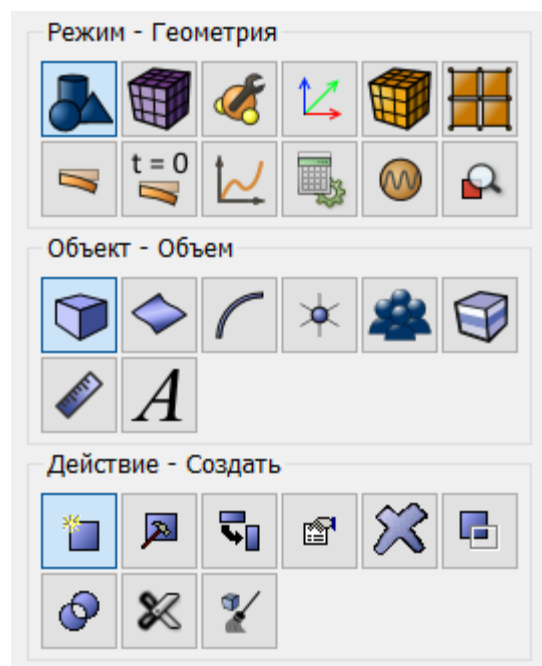 Режим - Геометрия
t = 0
Объект - Объем
A
Действие - Создать